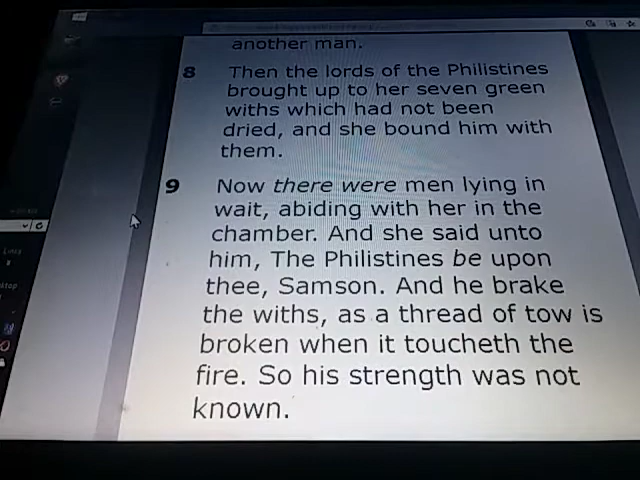 another man.
8 Then the lords of the Philistines
brought up to her seven green
withs which had not been
dried, and she bound him with
them.
9 Now there were men lying in
wait, abiding with her in the
chamber. And she said unto
him, The Philistines be upon
thee, Samson. And he brake
the withs, as a thread of tow is
broken when it toucheth the
fire. So his strength was not
known.
Links